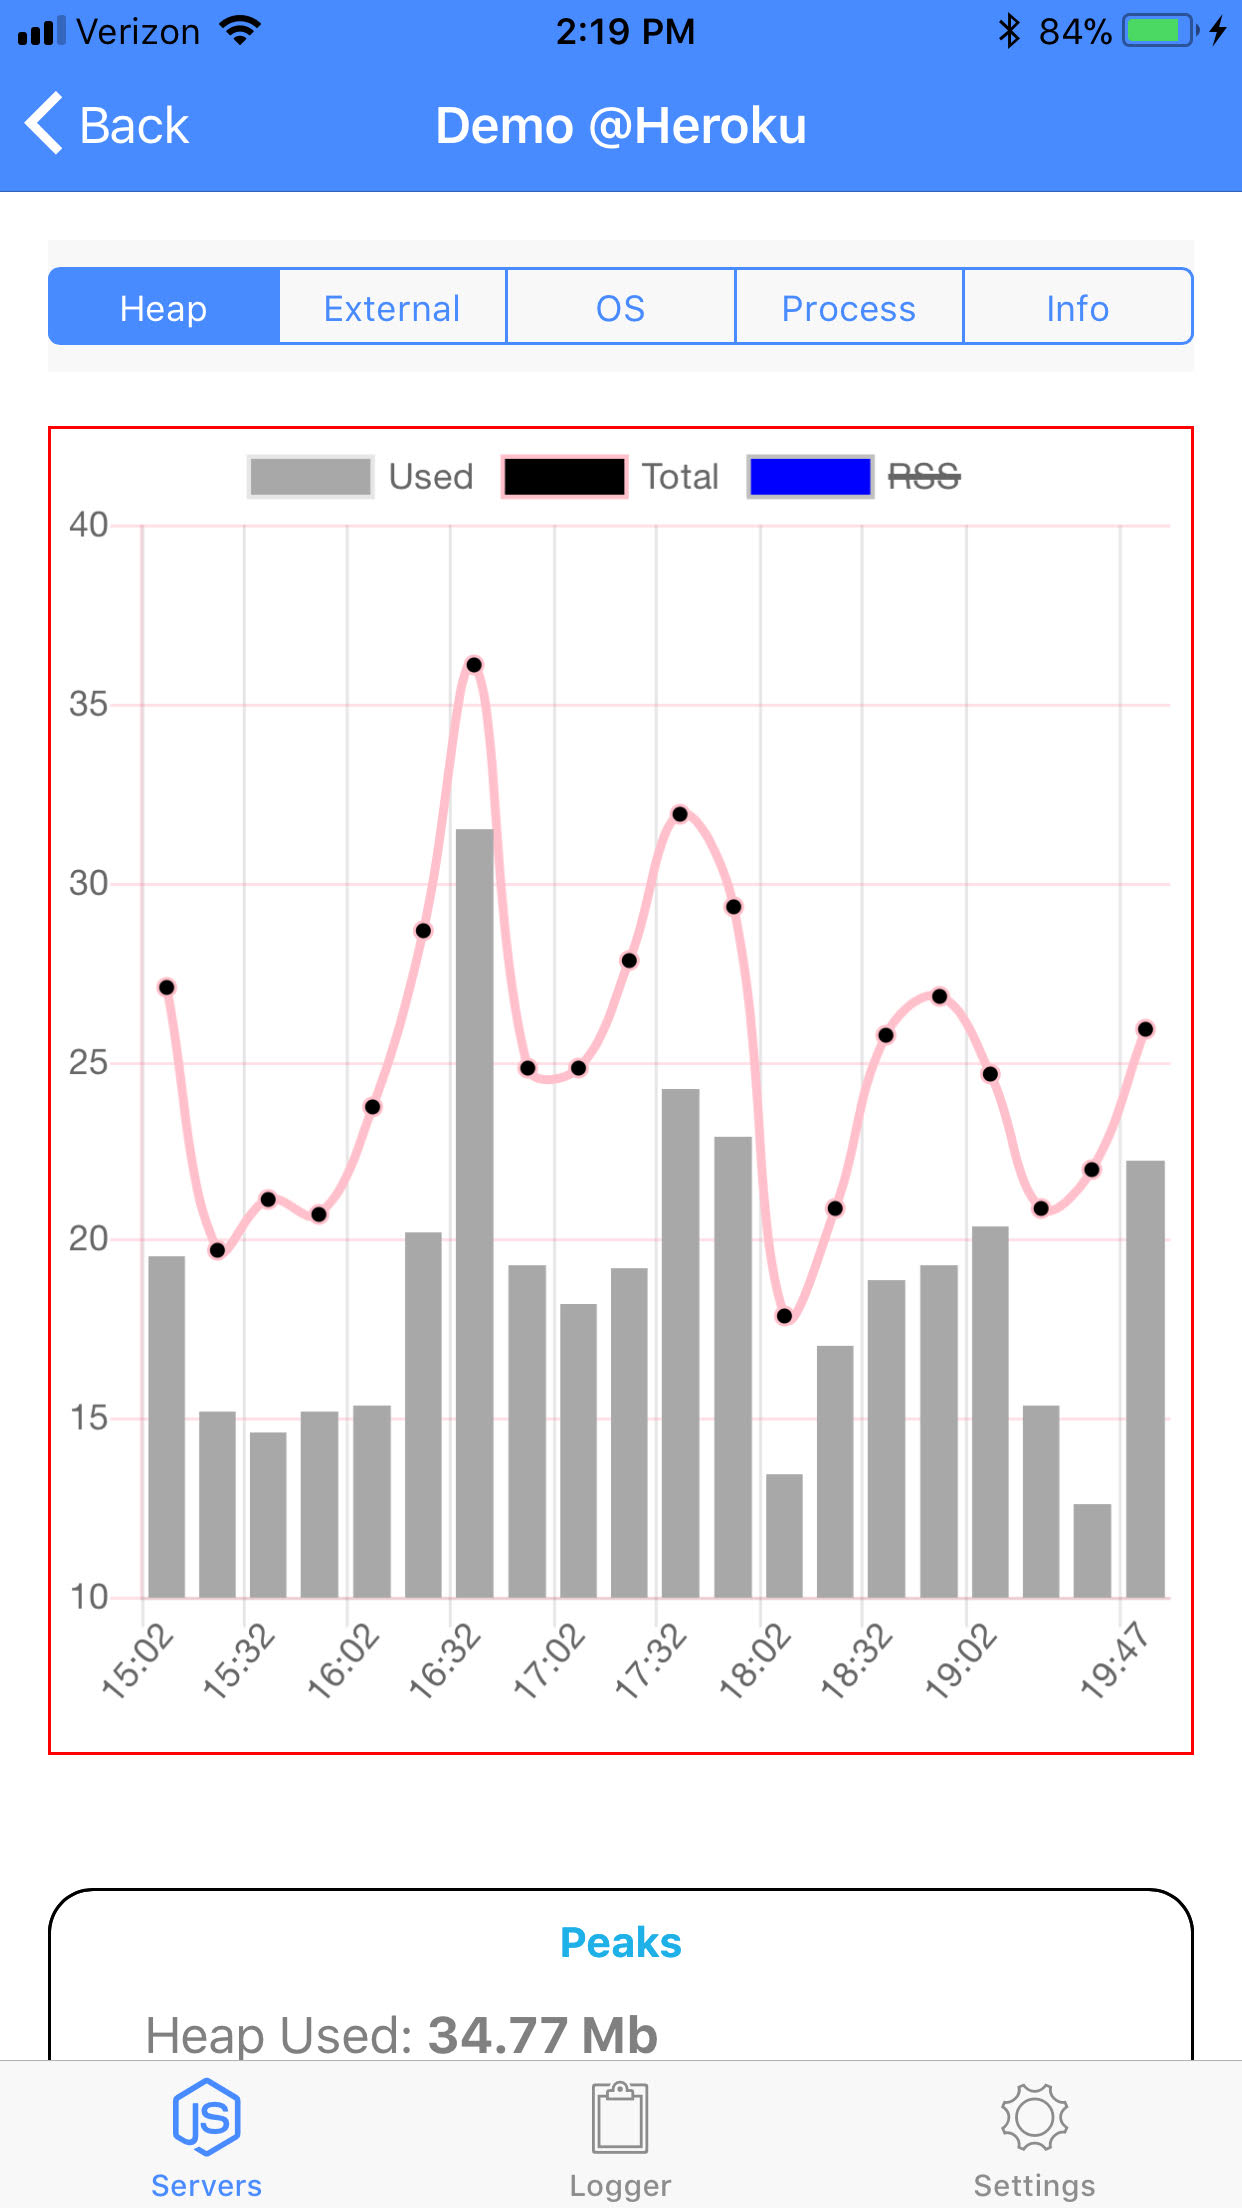 Verizon 2:19 PM 84%
Back Demo @Heroku
Heap External OS Process Info
Used Total RSS
40
35
30
25
20
15
10
15:02 15:32 16:02 16:32 17:02 17:32 18:02 18:32 19:02 19:47
Peaks
Heap Used: 34.77 Mb
Servers Logger Settings